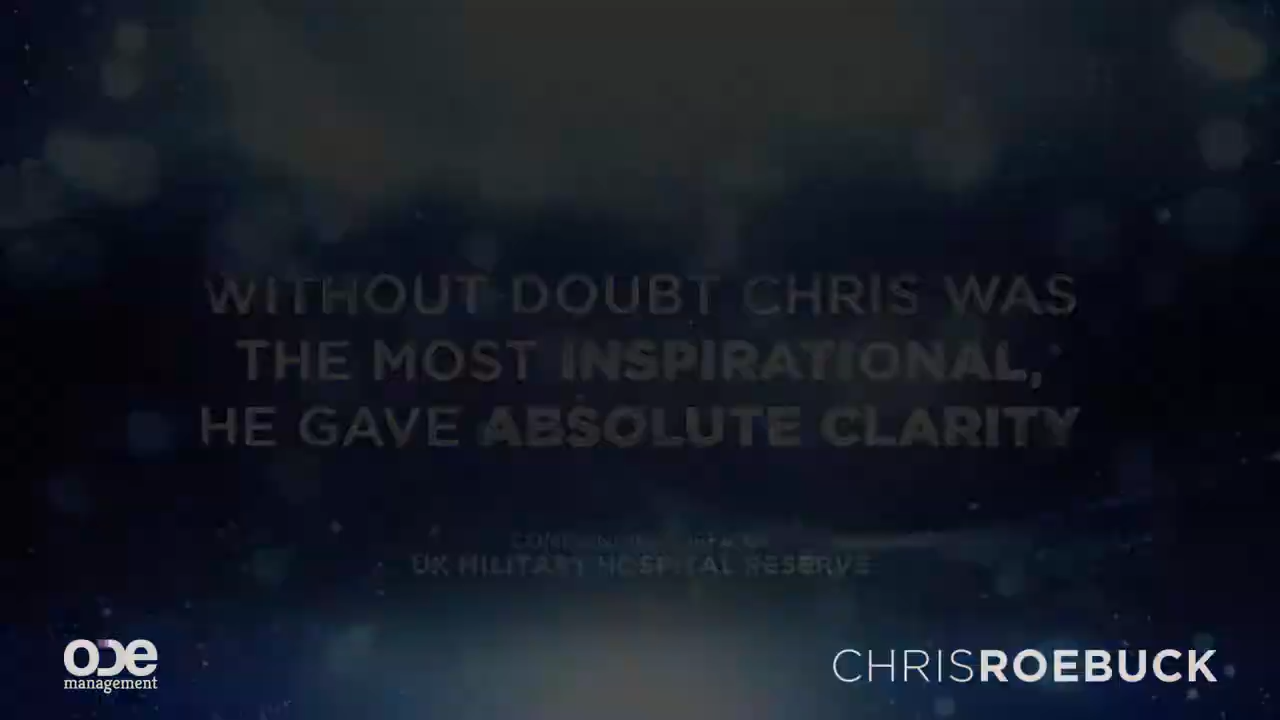 WITHOUT DOUBT CHRIS WAS
THE MOST INSPIRATIONAL,
HE GAVE ABSOLUTE CLARITY
UK MILITARY HOSPITAL RESERVE
ode
management
CHRISROEBUCK